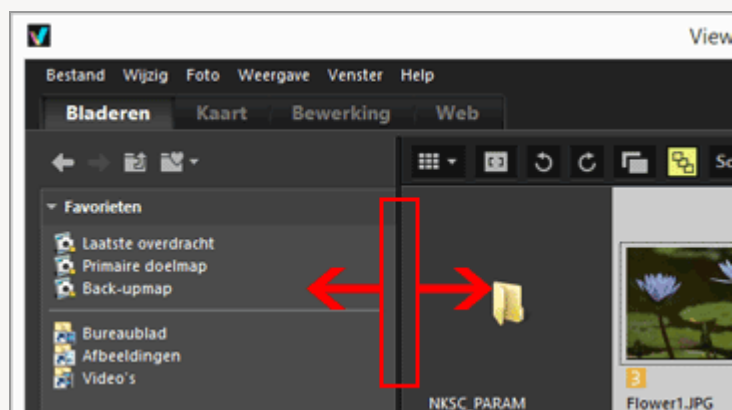 View
Bestand Wijzig Foto Weergave Venster Help
Bladeren Kaart Bewerking Web
Favorieten
Laatste overdracht
Primaire doelmap
Back-upmap
Bureaublad
Afbeeldingen
Video's
NKSC_PARAM
3
Flower1.JPG